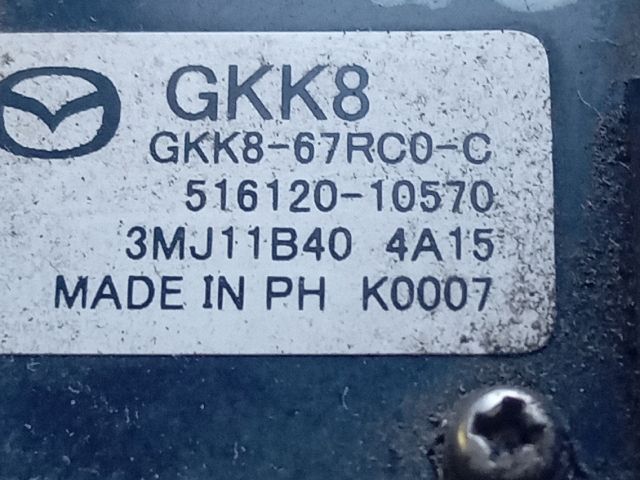 GKK8
GKK8-67RC0-C
516120-10570
3MJ11B40 4A15
MADE IN PH K0007